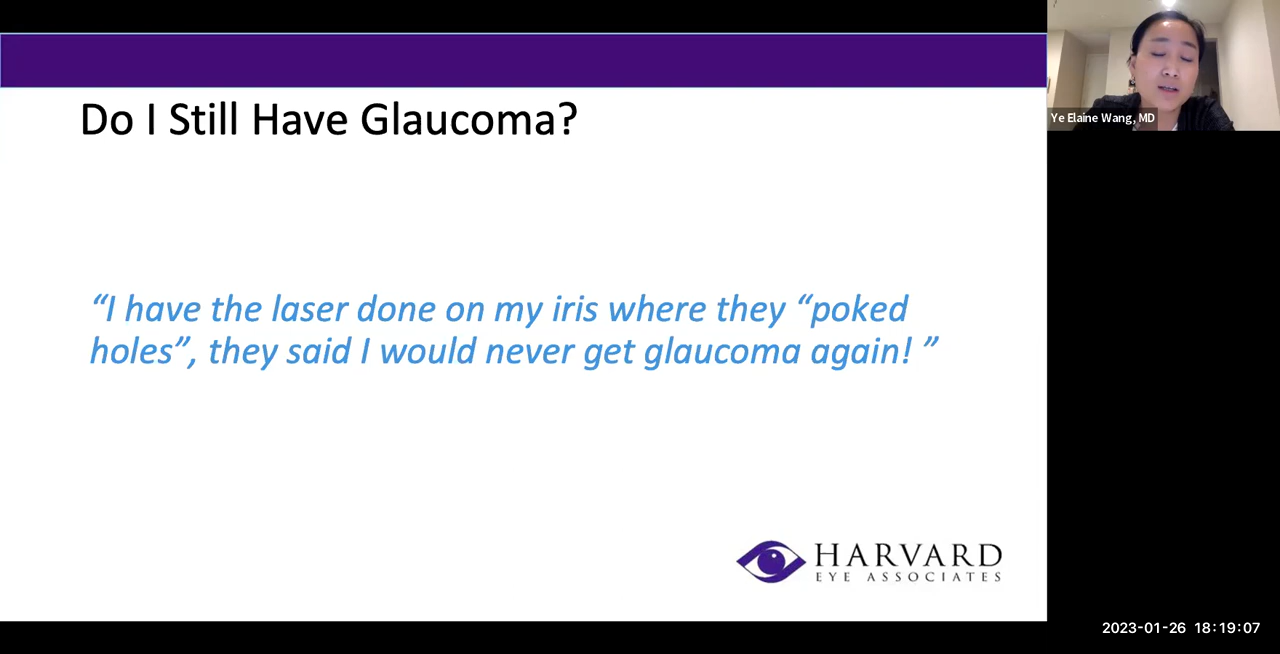 Do I Still Have Glaucoma?
“I have the laser done on my iris where they “poked
holes”, they said I would never get glaucoma again! ”
HARVARD
EYE ASSOCIATES
Ye Elaine Wang, MD
2023-01-26 18:19:07